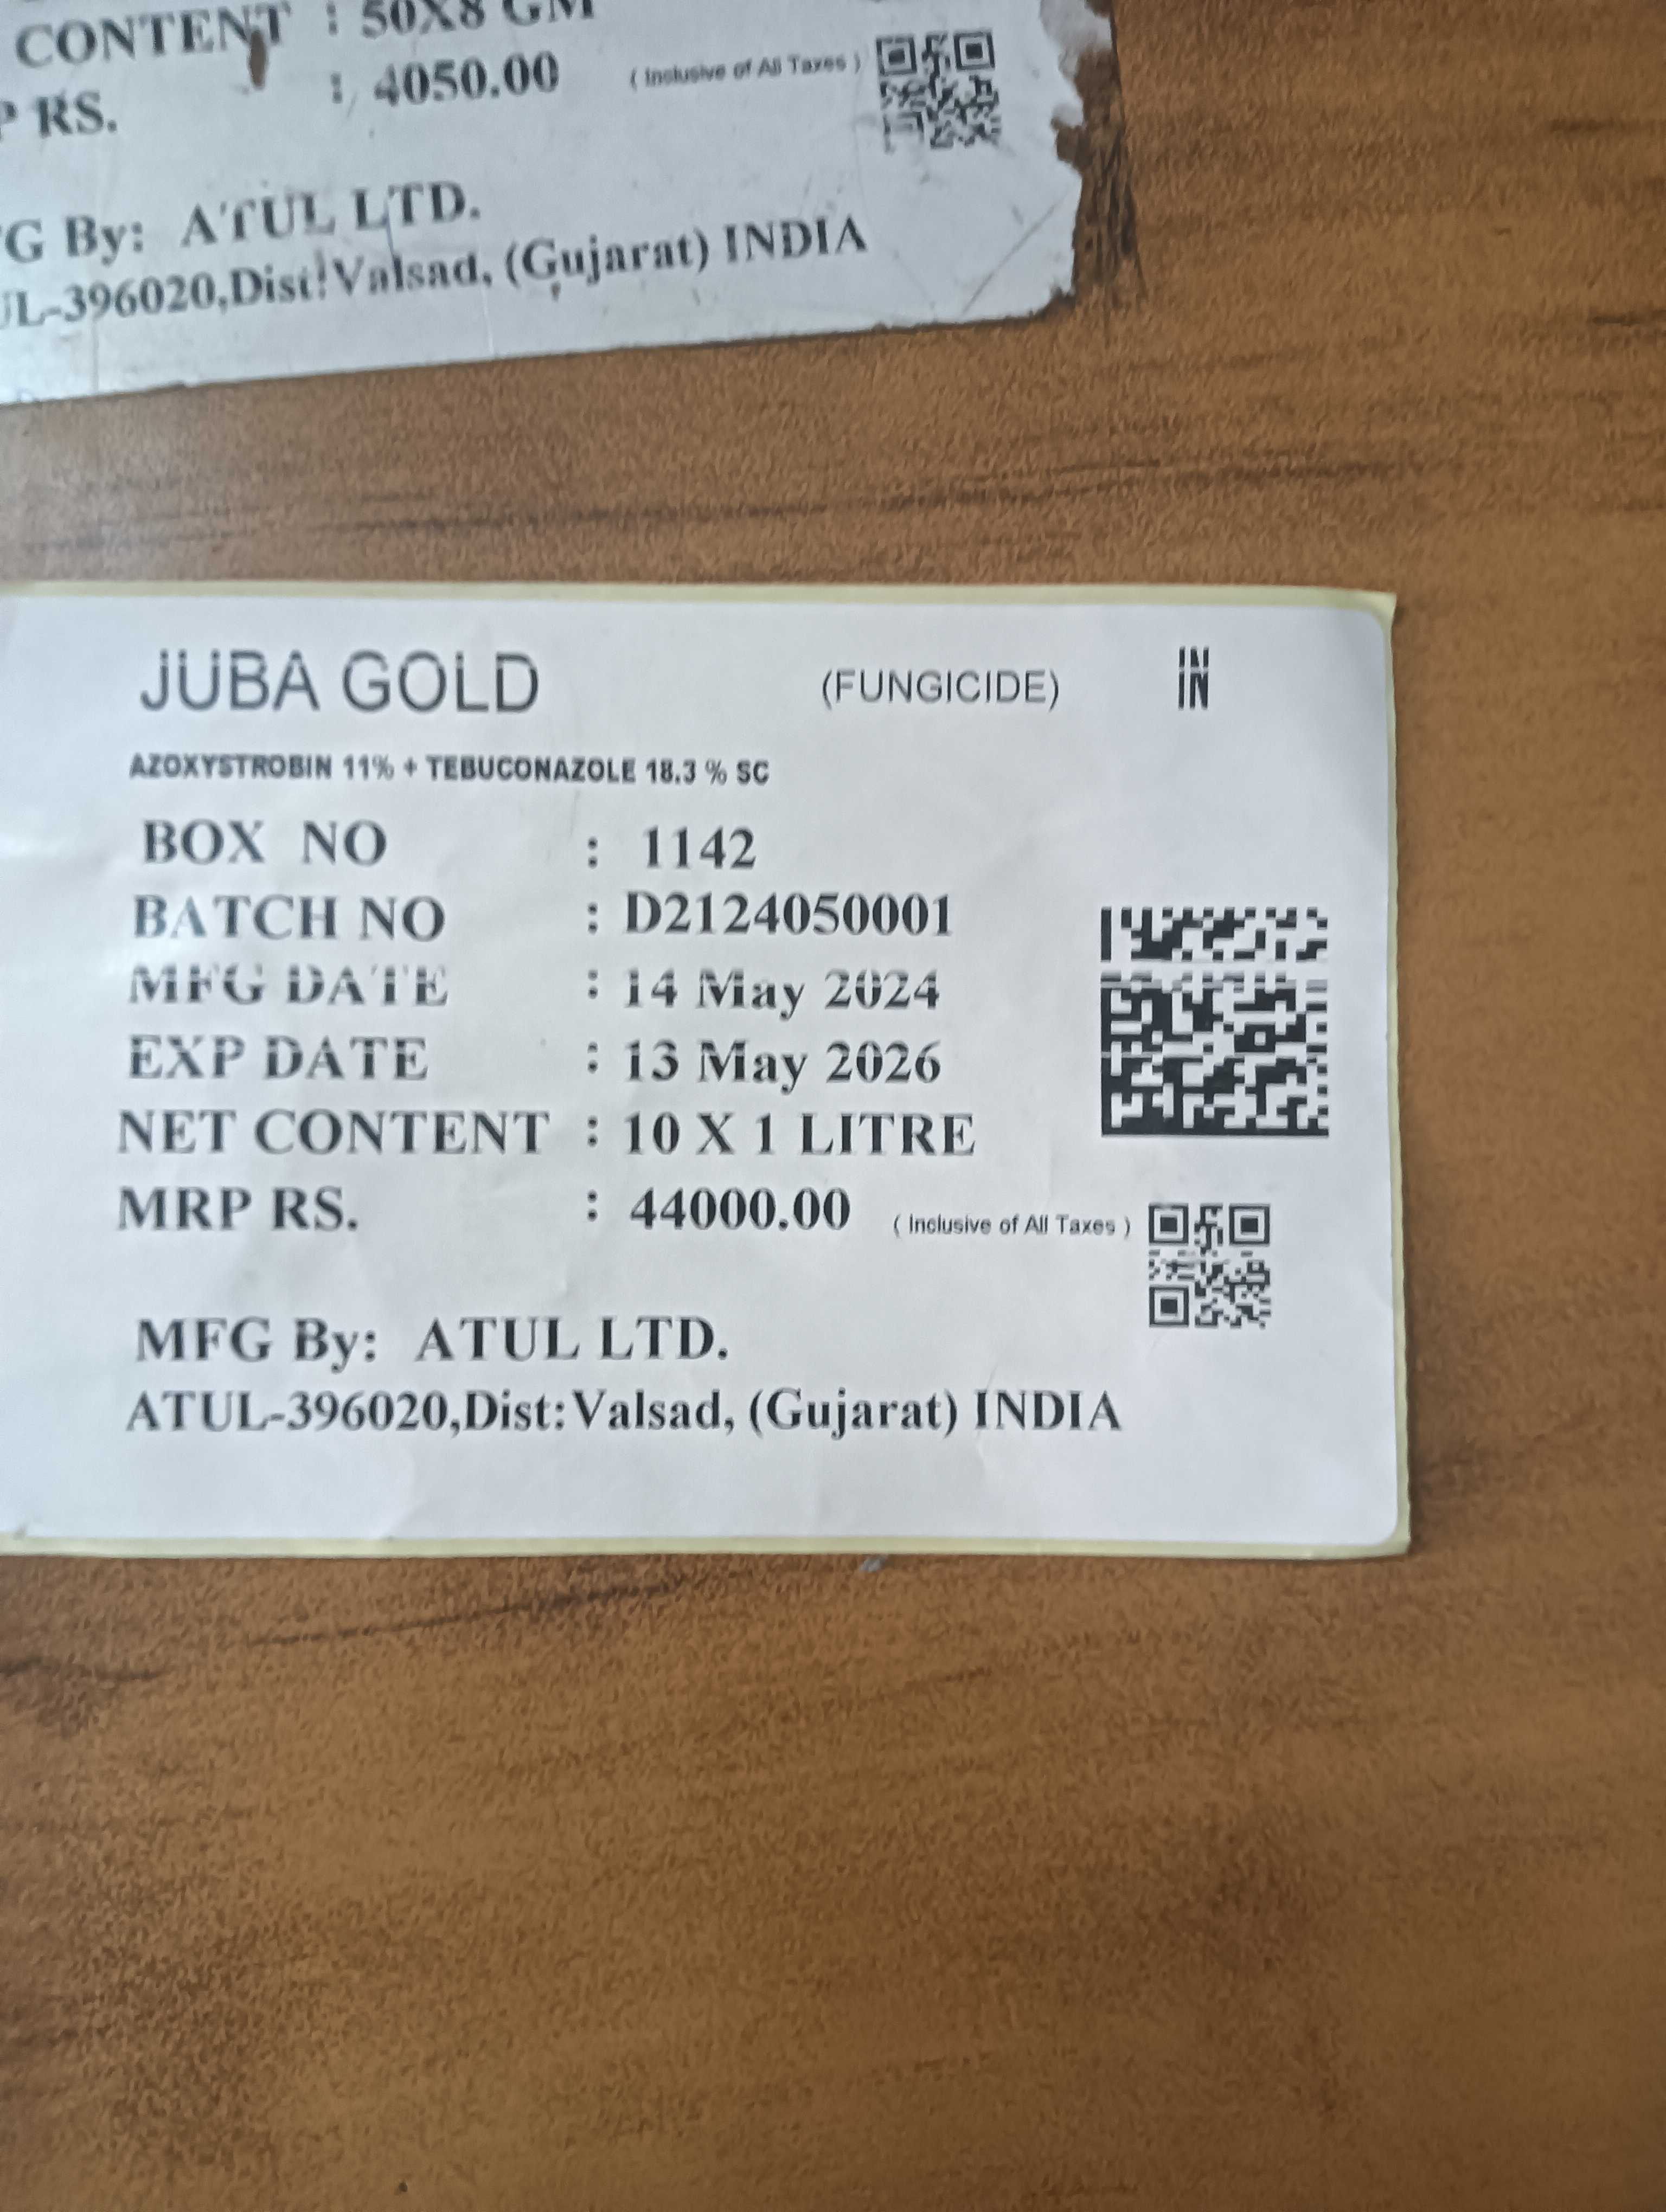 CONTENT : 50X8 GM
P RS. : 4050.00 ( Inclusive of All Taxes )
G By: ATUL LTD.
UL-396020,Dist:Valsad, (Gujarat) INDIA
JUBA GOLD (FUNGICIDE) IN
IN
AZOXYSTROBIN 11% + TEBUCONAZOLE 18.3 % SC
BOX NO : 1142
BATCH NO : D2124050001
MFG DATE : 14 May 2024
EXP DATE : 13 May 2026
NET CONTENT : 10 X 1 LITRE
MRP RS. : 44000.00 ( Inclusive of All Taxes )
MFG By: ATUL LTD.
ATUL-396020,Dist:Valsad, (Gujarat) INDIA